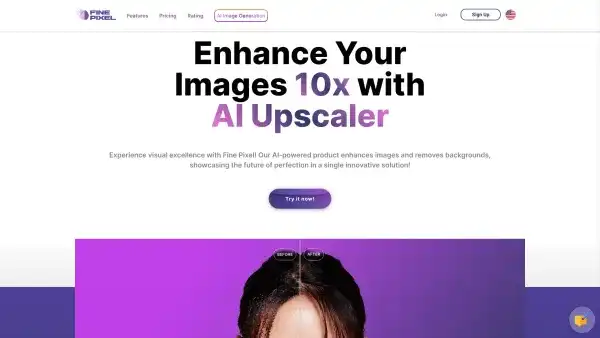 FINE PIXEL
Features
Pricing
Rating
AI Image Generation
Login
Sign Up
Enhance Your
Images 10x with
AI Upscaler
Experience visual excellence with Fine Pixel! Our AI-powered product enhances images and removes backgrounds,
showcasing the future of perfection in a single innovative solution!
Try it now!
BEFORE
AFTER